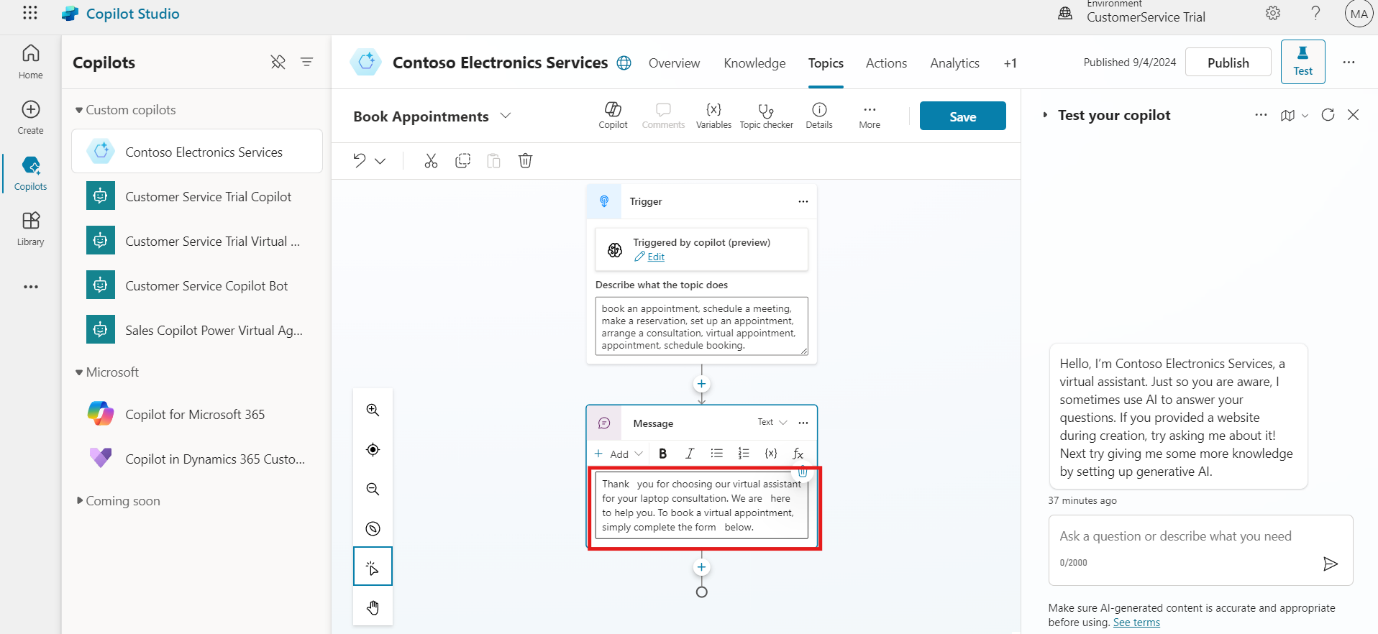 Copilot Studio
Environment
CustomerService Trial
MA
Home
Create
Copilots
Library
Copilots
Custom copilots
Contoso Electronics Services
Customer Service Trial Copilot
Customer Service Trial Virtual ...
Customer Service Copilot Bot
Sales Copilot Power Virtual Ag...
Microsoft
Copilot for Microsoft 365
Copilot in Dynamics 365 Custo...
Coming soon
Contoso Electronics Services
Overview
Knowledge
Topics
Actions
Analytics
+1
Published 9/4/2024
Publish
Test
Book Appointments
Copilot
Comments
{x}
Variables
Topic checker
Details
More
Save
Trigger
Triggered by copilot (preview)
Edit
Describe what the topic does
book an appointment, schedule a meeting,
make a reservation, set up an appointment,
arrange a consultation, virtual appointment,
appointment, schedule booking.
Message
Text
+ Add
B
I
{x}
fx
Thank you for choosing our virtual assistant
for your laptop consultation. We are here
to help you. To book a virtual appointment,
simply complete the form below.
Test your copilot
Hello, I'm Contoso Electronics Services, a
virtual assistant. Just so you are aware, I
sometimes use AI to answer your
questions. If you provided a website
during creation, try asking me about it!
Next try giving me some more knowledge
by setting up generative AI.
37 minutes ago
Ask a question or describe what you need
0/2000
Make sure AI-generated content is accurate and appropriate
before using. See terms